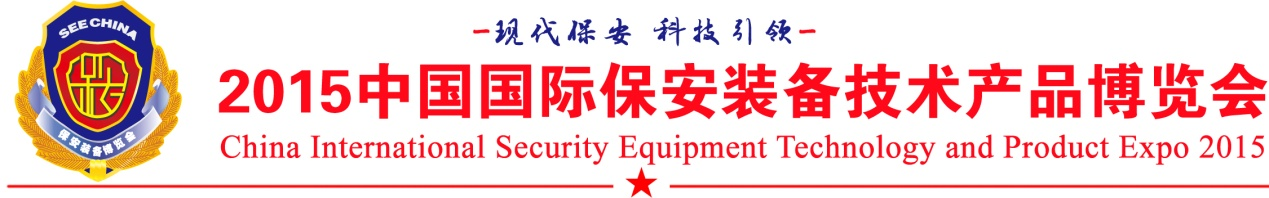 SEE CHINA
保安装备博览会
-现代保安 科技引领-
2015中国国际保安装备技术产品博览会
China International Security Equipment Technology and Product Expo 2015